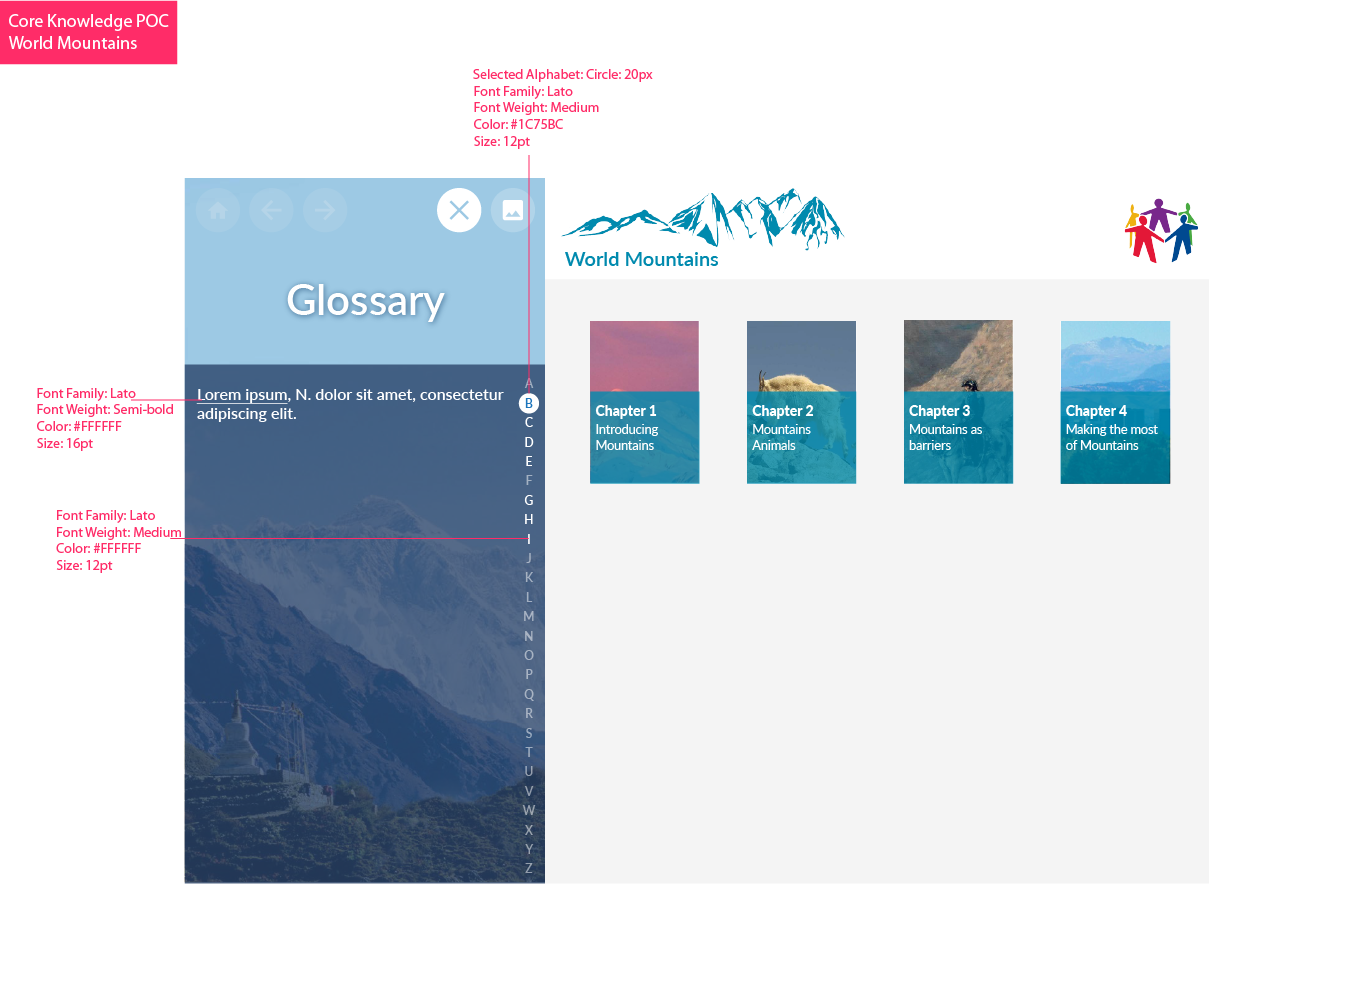 Core Knowledge POC
World Mountains
Selected Alphabet: Circle: 20px
Font Family: Lato
Font Weight: Medium
Color: #1C75BC
Size: 12pt
World Mountains
Glossary
Font Family: Lato
Font Weight: Semi-bold
Color: #FFFFFF
Size: 16pt
Lorem ipsum, N. dolor sit amet, consectetur
adipiscing elit.
Font Family: Lato
Font Weight: Medium
Color: #FFFFFF
Size: 12pt
A
B
C
D
E
F
G
H
I
J
K
L
M
N
O
P
Q
R
S
T
U
V
W
X
Y
Z
Chapter 1
Introducing
Mountains
Chapter 2
Mountains
Animals
Chapter 3
Mountains as
barriers
Chapter 4
Making the most
of Mountains